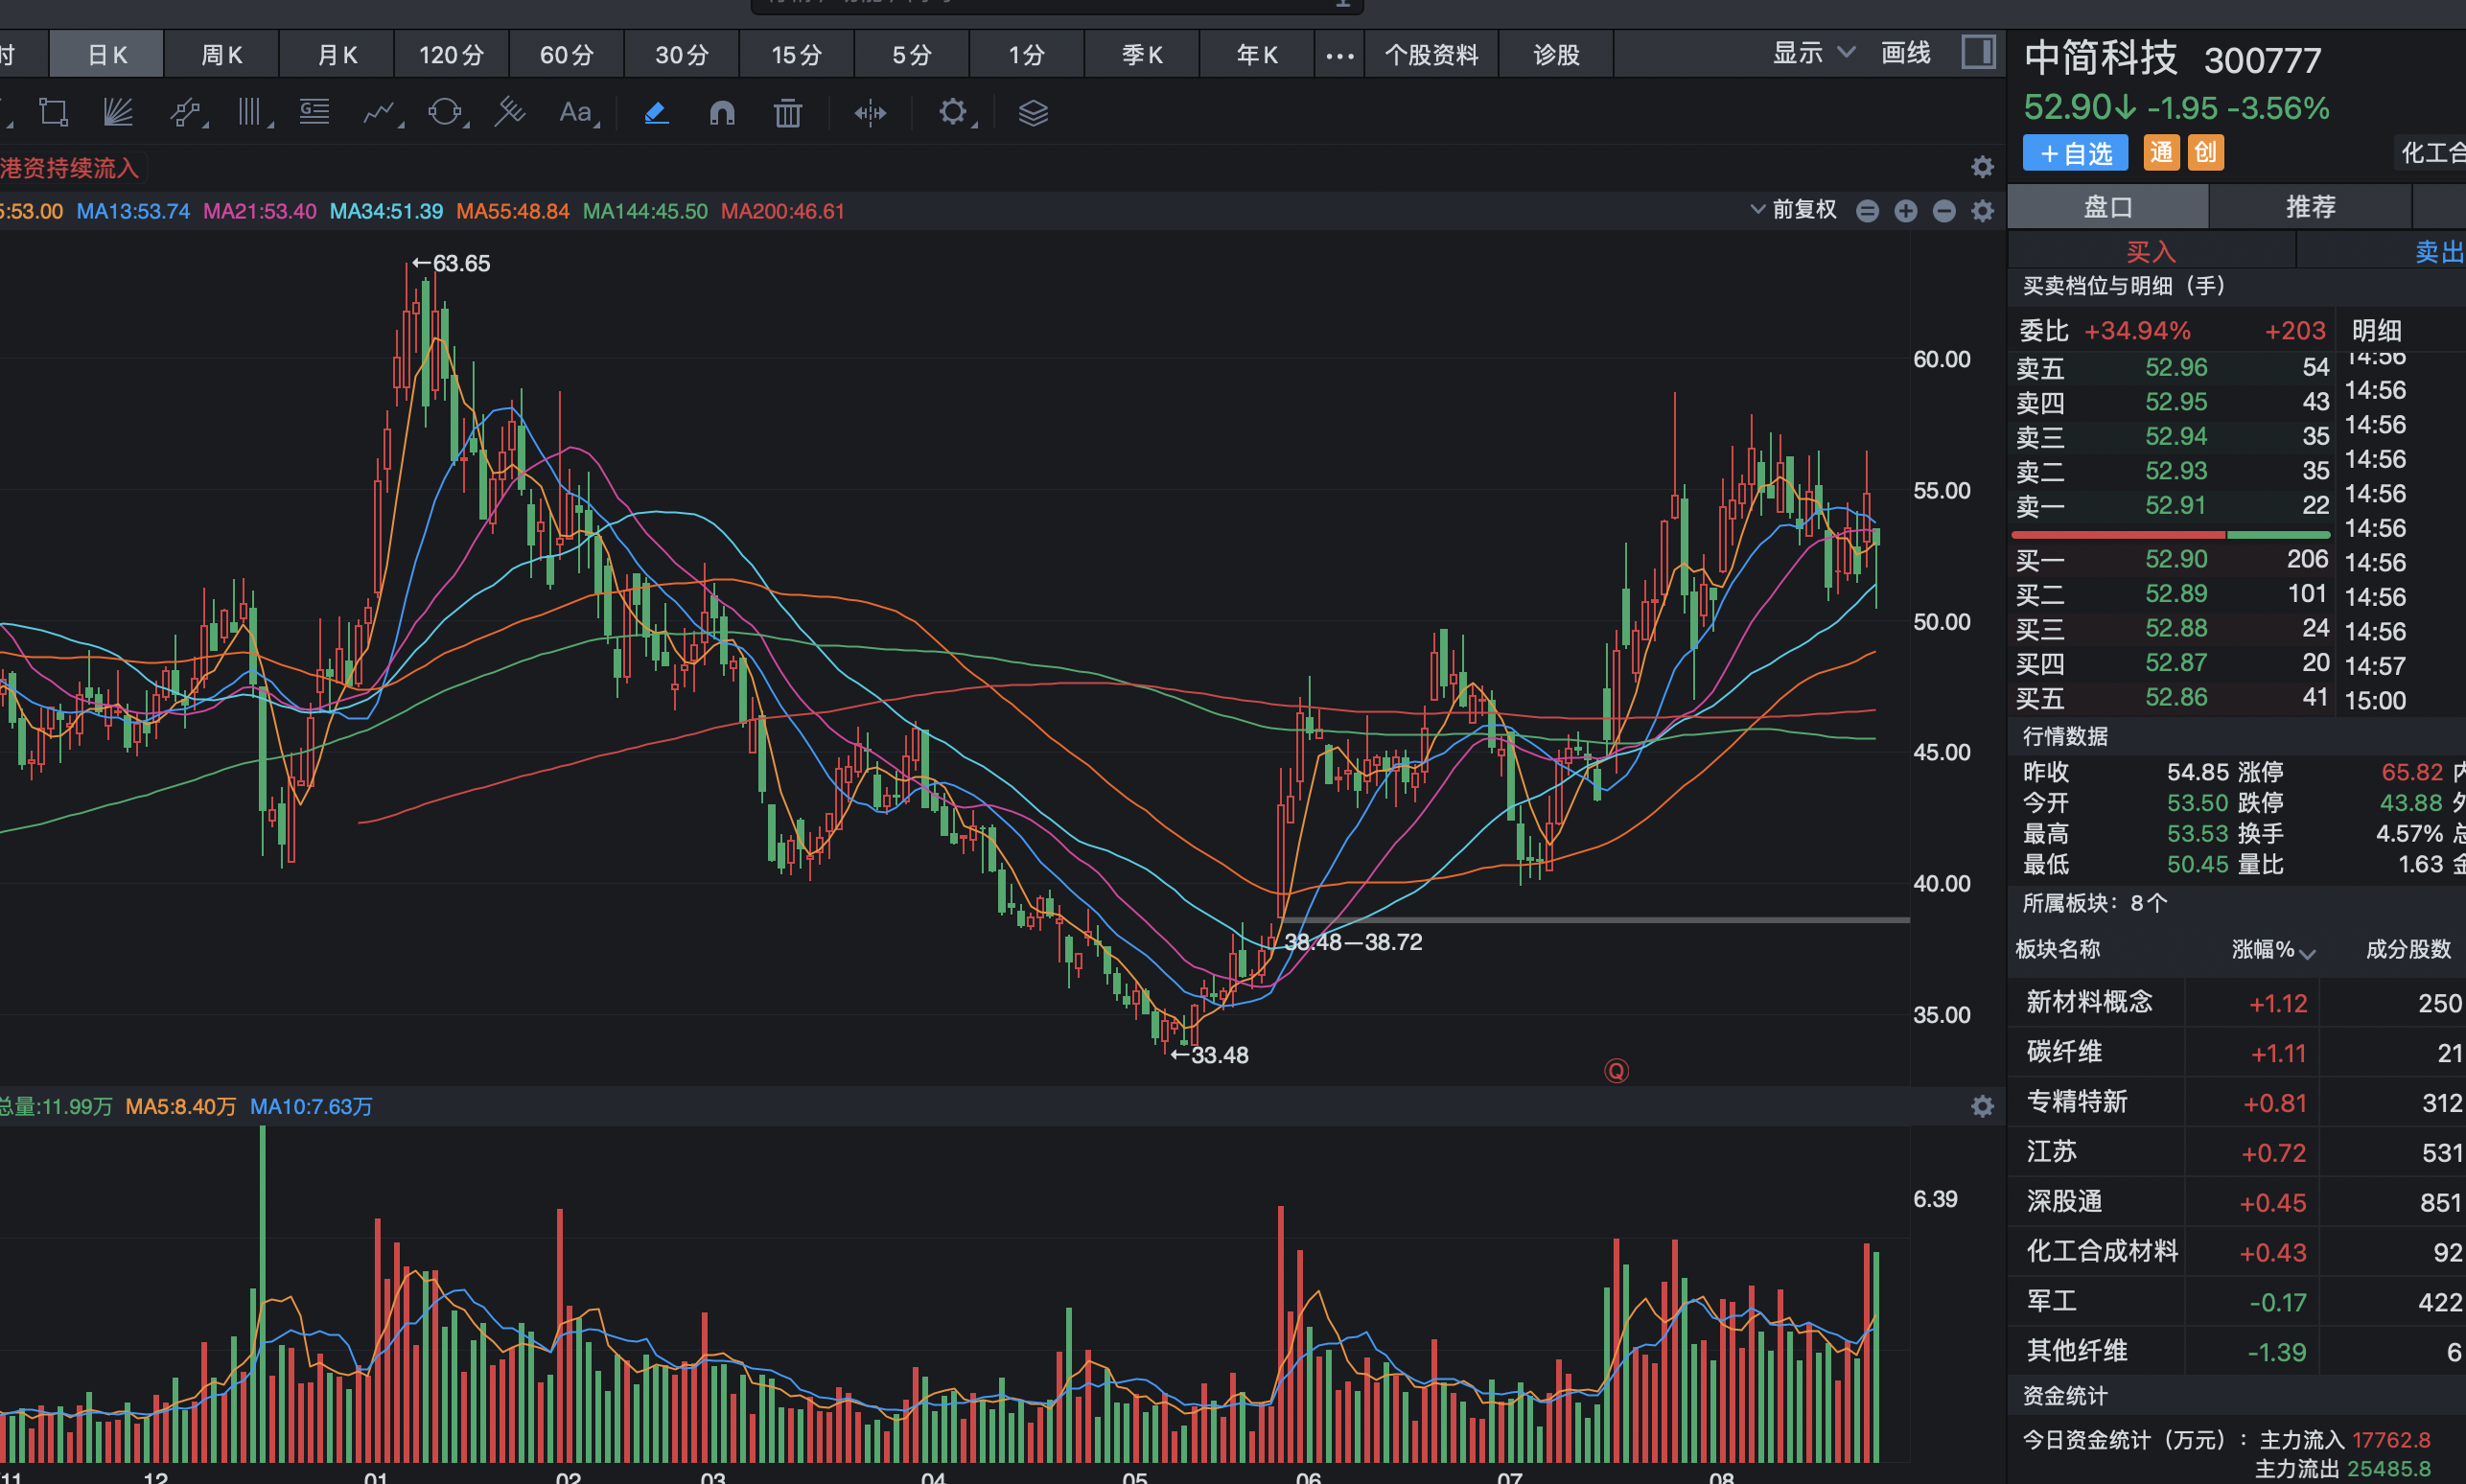 时 日K 周K 月K 120分 60分 30分 15分 5分 1分 季K 年K ··· 个股资料 诊股 显示 画线
Aa
港资持续流入
5:53.00 MA13:53.74 MA21:53.40 MA34:51.39 MA55:48.84 MA144:45.50 MA200:46.61 前复权
←63.65
60.00
55.00
50.00
45.00
40.00
38.48—38.72
35.00
←33.48
Q
总量:11.99万 MA5:8.40万 MA10:7.63万
6.39
11 12 01 02 03 04 05 06 07 08
中简科技 300777
52.90↓ -1.95 -3.56%
+自选 通 创 化工合
盘口 推荐
买入 卖出
买卖档位与明细（手）
委比 +34.94% +203 明细
卖五 52.96 54 14:56
卖四 52.95 43 14:56
卖三 52.94 35 14:56
卖二 52.93 35 14:56
卖一 52.91 22 14:56
14:56
买一 52.90 206 14:56
买二 52.89 101 14:56
买三 52.88 24 14:56
买四 52.87 20 14:57
买五 52.86 41 15:00
行情数据
昨收 54.85 涨停 65.82 内
今开 53.50 跌停 43.88 外
最高 53.53 换手 4.57% 总
最低 50.45 量比 1.63 金
所属板块：8个
板块名称 涨幅% 成分股数
新材料概念 +1.12 250
碳纤维 +1.11 21
专精特新 +0.81 312
江苏 +0.72 531
深股通 +0.45 851
化工合成材料 +0.43 92
军工 -0.17 422
其他纤维 -1.39 6
资金统计
今日资金统计（万元）: 主力流入 17762.8
主力流出 25485.8